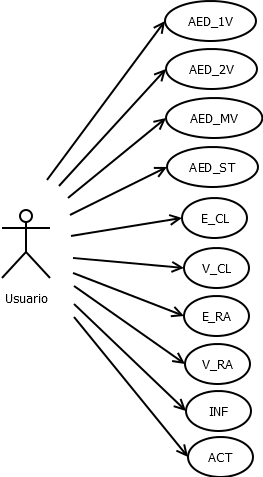 AED_1V
AED_2V
AED_MV
AED_ST
E_CL
V_CL
Usuario
E_RA
V_RA
INF
ACT